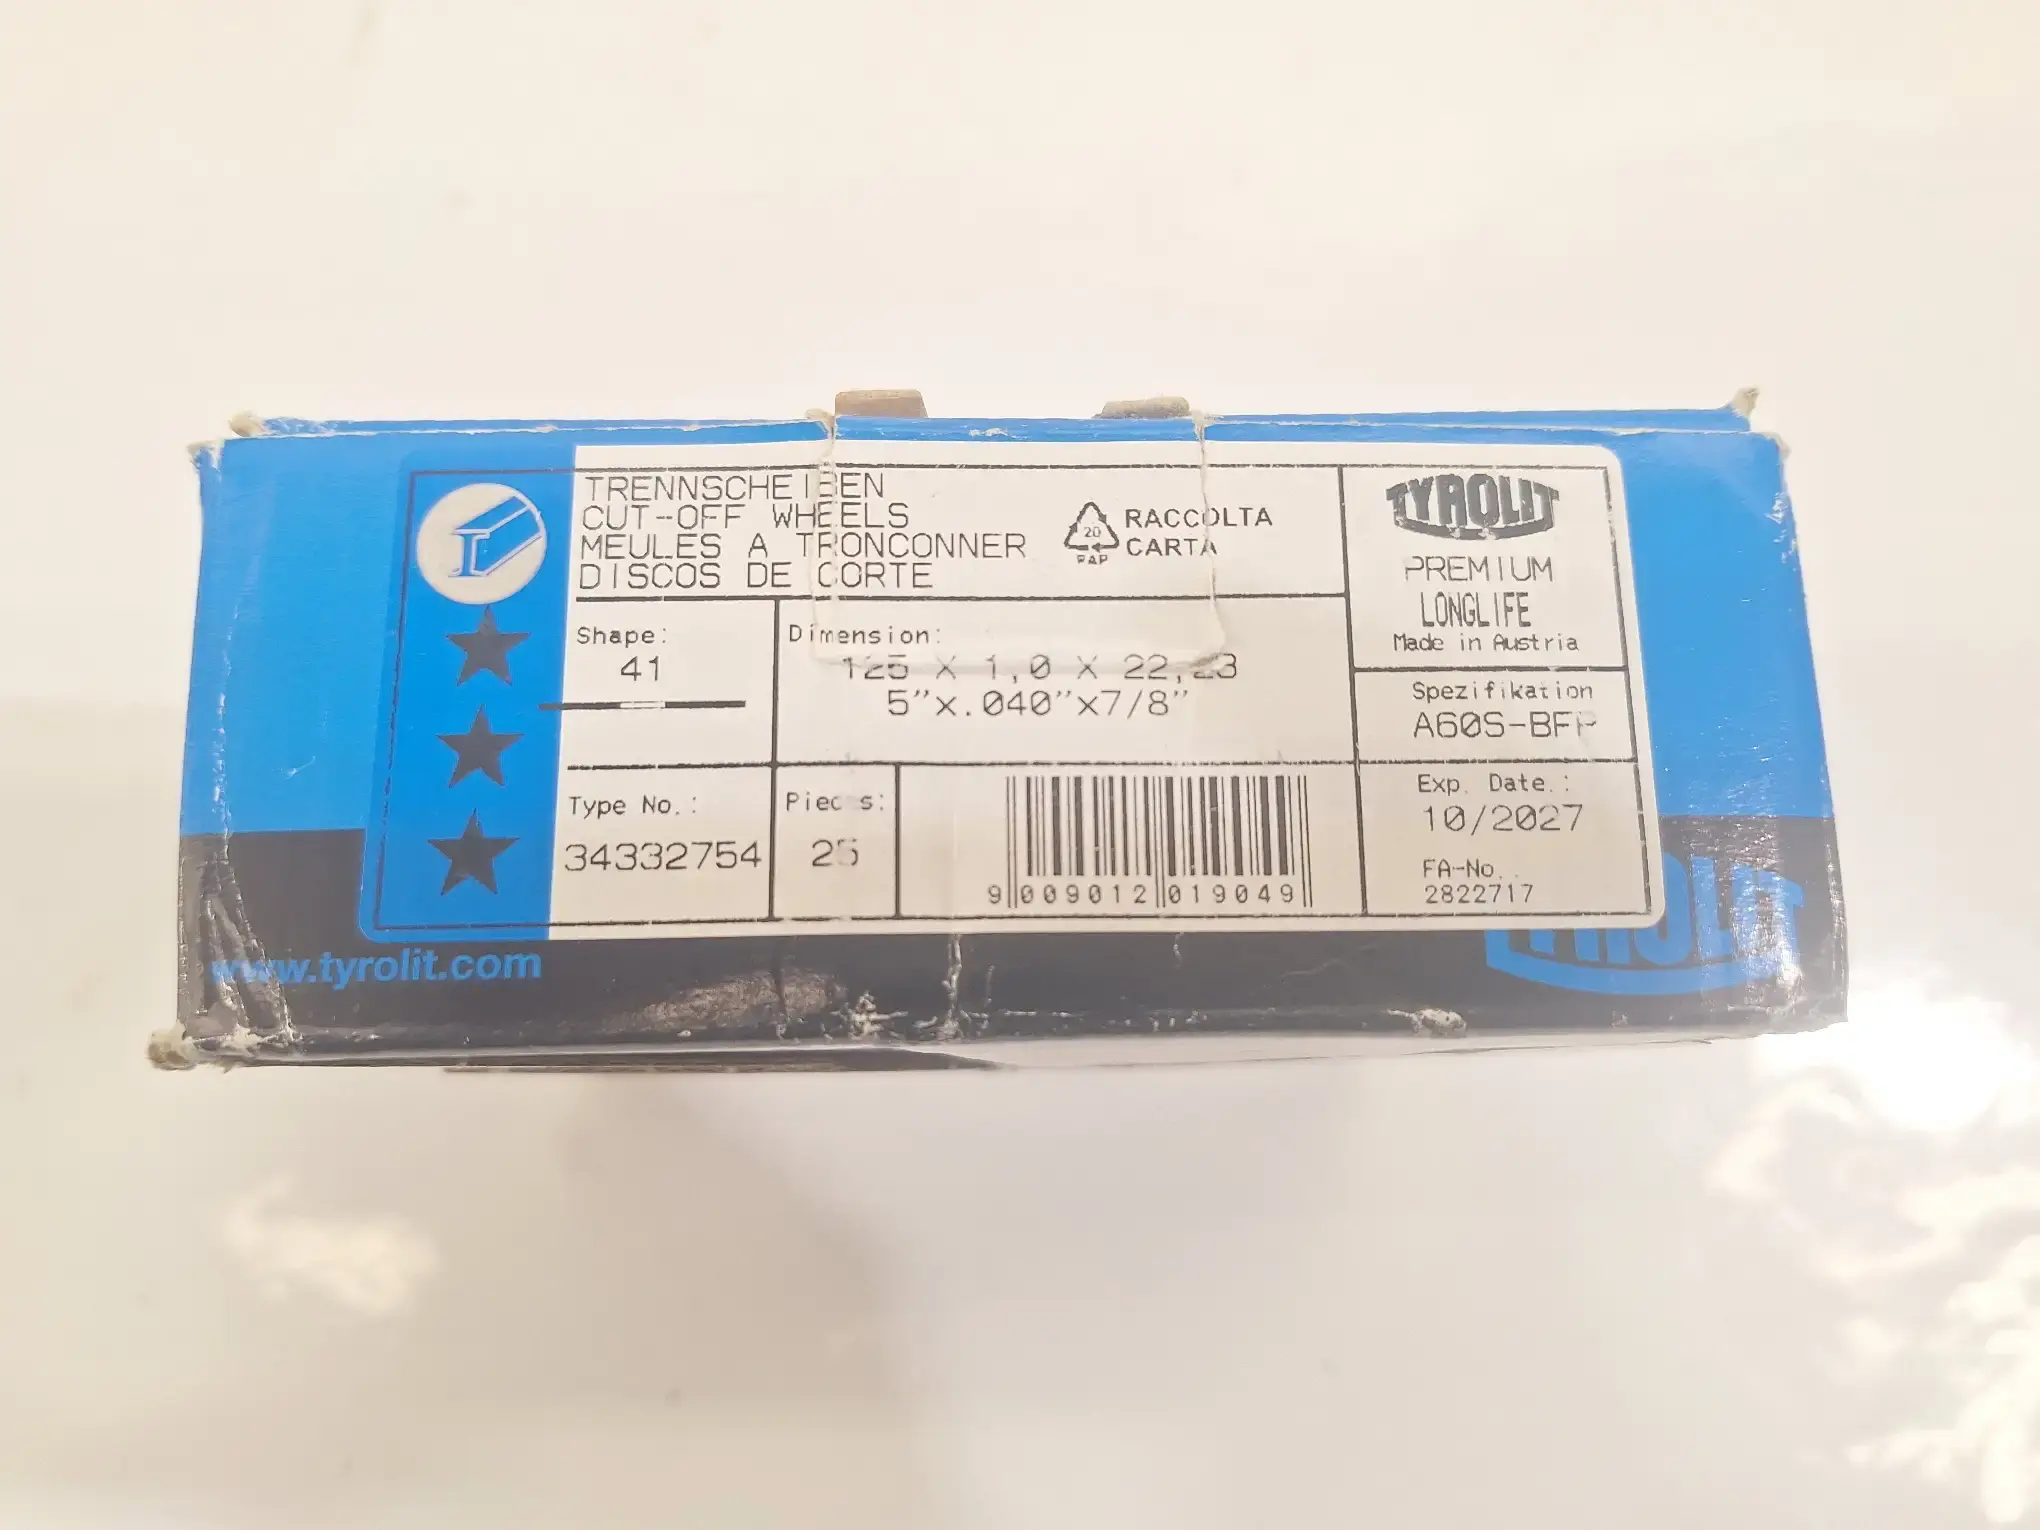 TRENNSCHEIBEN
CUT-OFF WHEELS
MEULES A TRONCONNER
DISCOS DE CORTE
20
PAP
RACCOLTA
CARTA
TYROLIT
PREMIUM
LONGLIFE
Made in Austria
Shape:
41
Dimension:
125 X 1,0 X 22,23
5"x.040"x7/8"
Spezifikation
A60S-BFP
Type No.:
34332754
Pieces:
25
9 009012 019049
Exp. Date.:
10/2027
FA-No.
2822717
www.tyrolit.com
TYROLIT